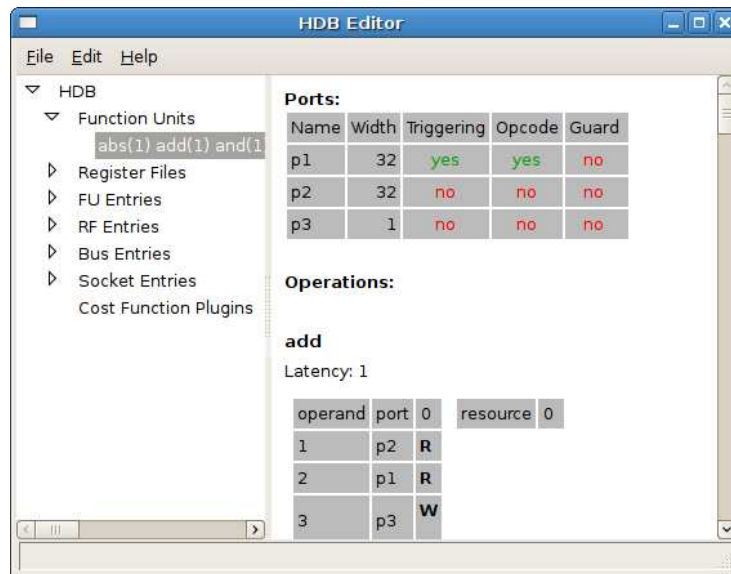 HDB Editor
File Edit Help
HDB
Function Units
abs(1) add(1) and(1
Register Files
FU Entries
RF Entries
Bus Entries
Socket Entries
Cost Function Plugins
Ports:
Name Width Triggering Opcode Guard
p1 32 yes yes no
p2 32 no no no
p3 1 no no no
Operations:
add
Latency: 1
operand port 0 resource 0
1 p2 R
2 p1 R
3 p3 W